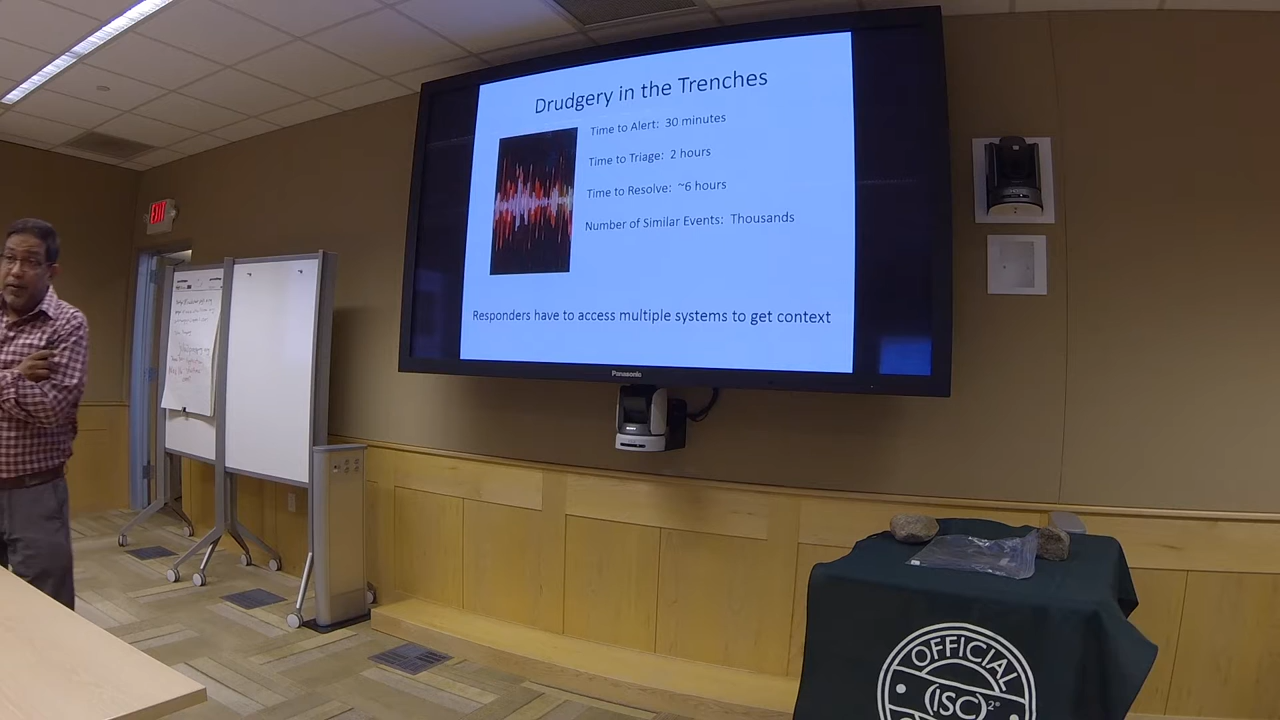 Drudgery in the Trenches
Time to Alert: 30 minutes
Time to Triage: 2 hours
Time to Resolve: ~6 hours
Number of Similar Events: Thousands
Responders have to access multiple systems to get context
Panasonic
EXIT
OFFICIAL
(ISC)²®